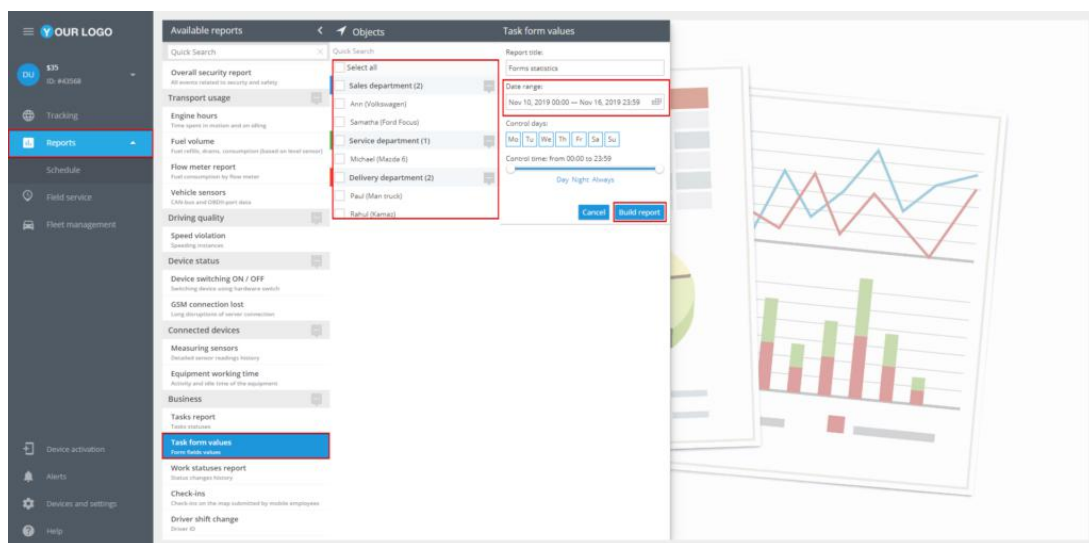 YOUR LOGO
DU
$35
ID: #43568
Tracking
Reports
Schedule
Field service
Fleet management
Device activation
Alerts
Devices and settings
Help
Available reports
Quick Search
Overall security report
All events related to security and safety
Transport usage
Engine hours
Time spent in motion and on idling
Fuel volume
Fuel refills, drains, consumption (based on level sensor)
Flow meter report
Fuel consumption by flow meter
Vehicle sensors
CAN-bus and OBDII-port data
Driving quality
Speed violation
Speeding instances
Device status
Device switching ON / OFF
Switching device using hardware switch
GSM connection lost
Long disruptions of server connection
Connected devices
Measuring sensors
Detailed sensor readings history
Equipment working time
Activity and idle time of the equipment
Business
Tasks report
Tasks statuses
Task form values
Form fields values
Work statuses report
Status changes history
Check-ins
Check-ins on the map submitted by mobile employees
Driver shift change
Driver ID
Objects
Quick Search
Select all
Sales department (2)
Ann (Volkswagen)
Samatha (Ford Focus)
Service department (1)
Michael (Mazda 6)
Delivery department (2)
Paul (Man truck)
Rahul (Kamaz)
Task form values
Report title:
Forms statistics
Date range:
Nov 10, 2019 00:00 — Nov 16, 2019 23:59
Control days:
Mo Tu We Th Fr Sa Su
Control time: from 00:00 to 23:59
Day Night Always
Cancel Build report